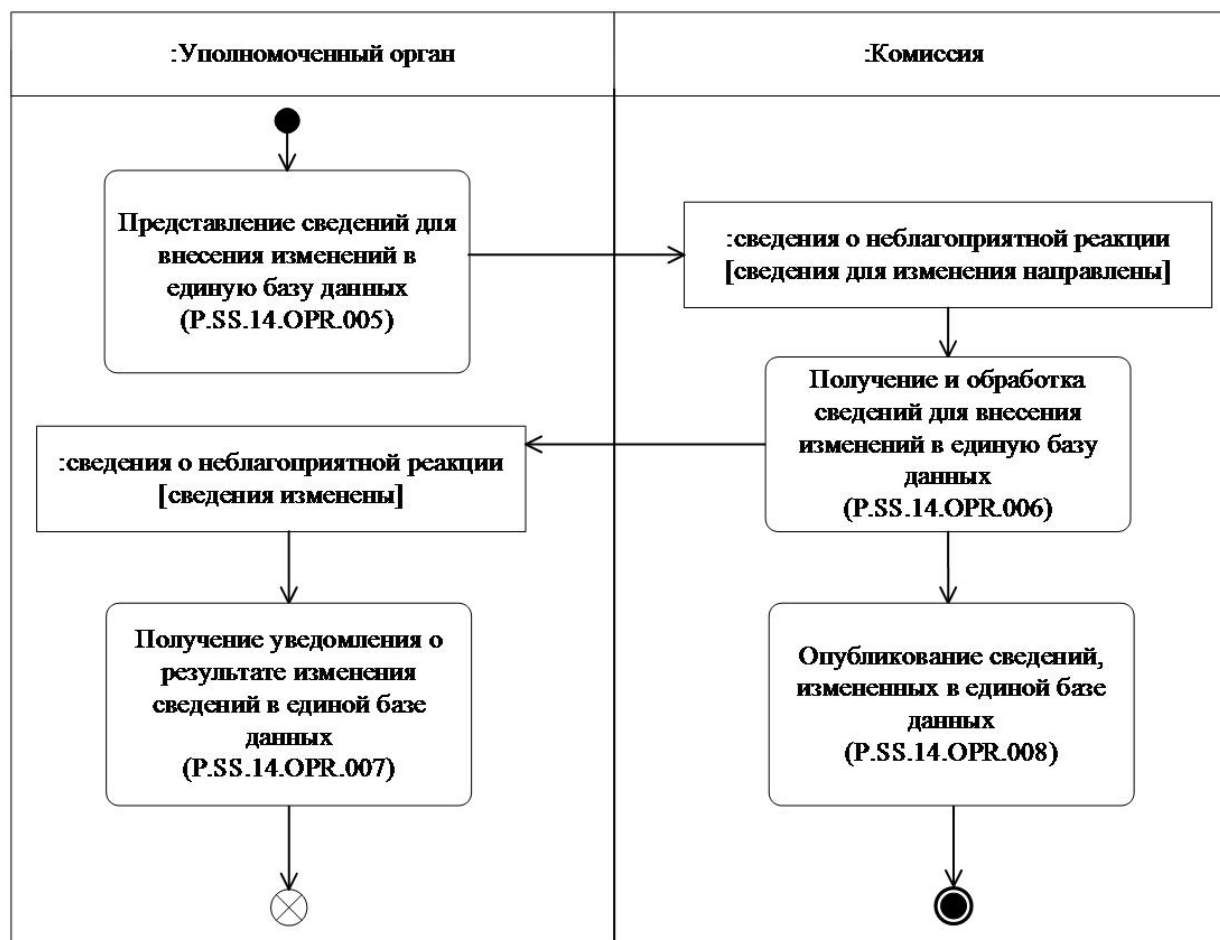 :Уполномоченный орган
:Комиссия
Представление сведений для
внесения изменений в
единую базу данных
(P.SS.14.OPR.005)
:сведения о неблагоприятной реакции
[сведения для изменения направлены]
Получение и обработка
сведений для внесения
изменений в единую базу
данных
(P.SS.14.OPR.006)
:сведения о неблагоприятной реакции
[сведения изменены]
Получение уведомления о
результате изменения
сведений в единой базе
данных
(P.SS.14.OPR.007)
Опубликование сведений,
измененных в единой базе
данных
(P.SS.14.OPR.008)